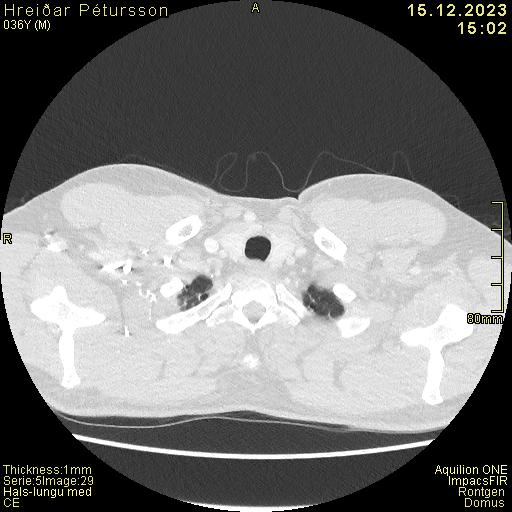 Hreiðar Pétursson
036Y (M)
A
15.12.2023
15:02
R
80mm
Thickness:1mm
Serie:5Image:29
Hals-lungu med
CE
Aquilion ONE
ImpacsFIR
Rontgen
Domus